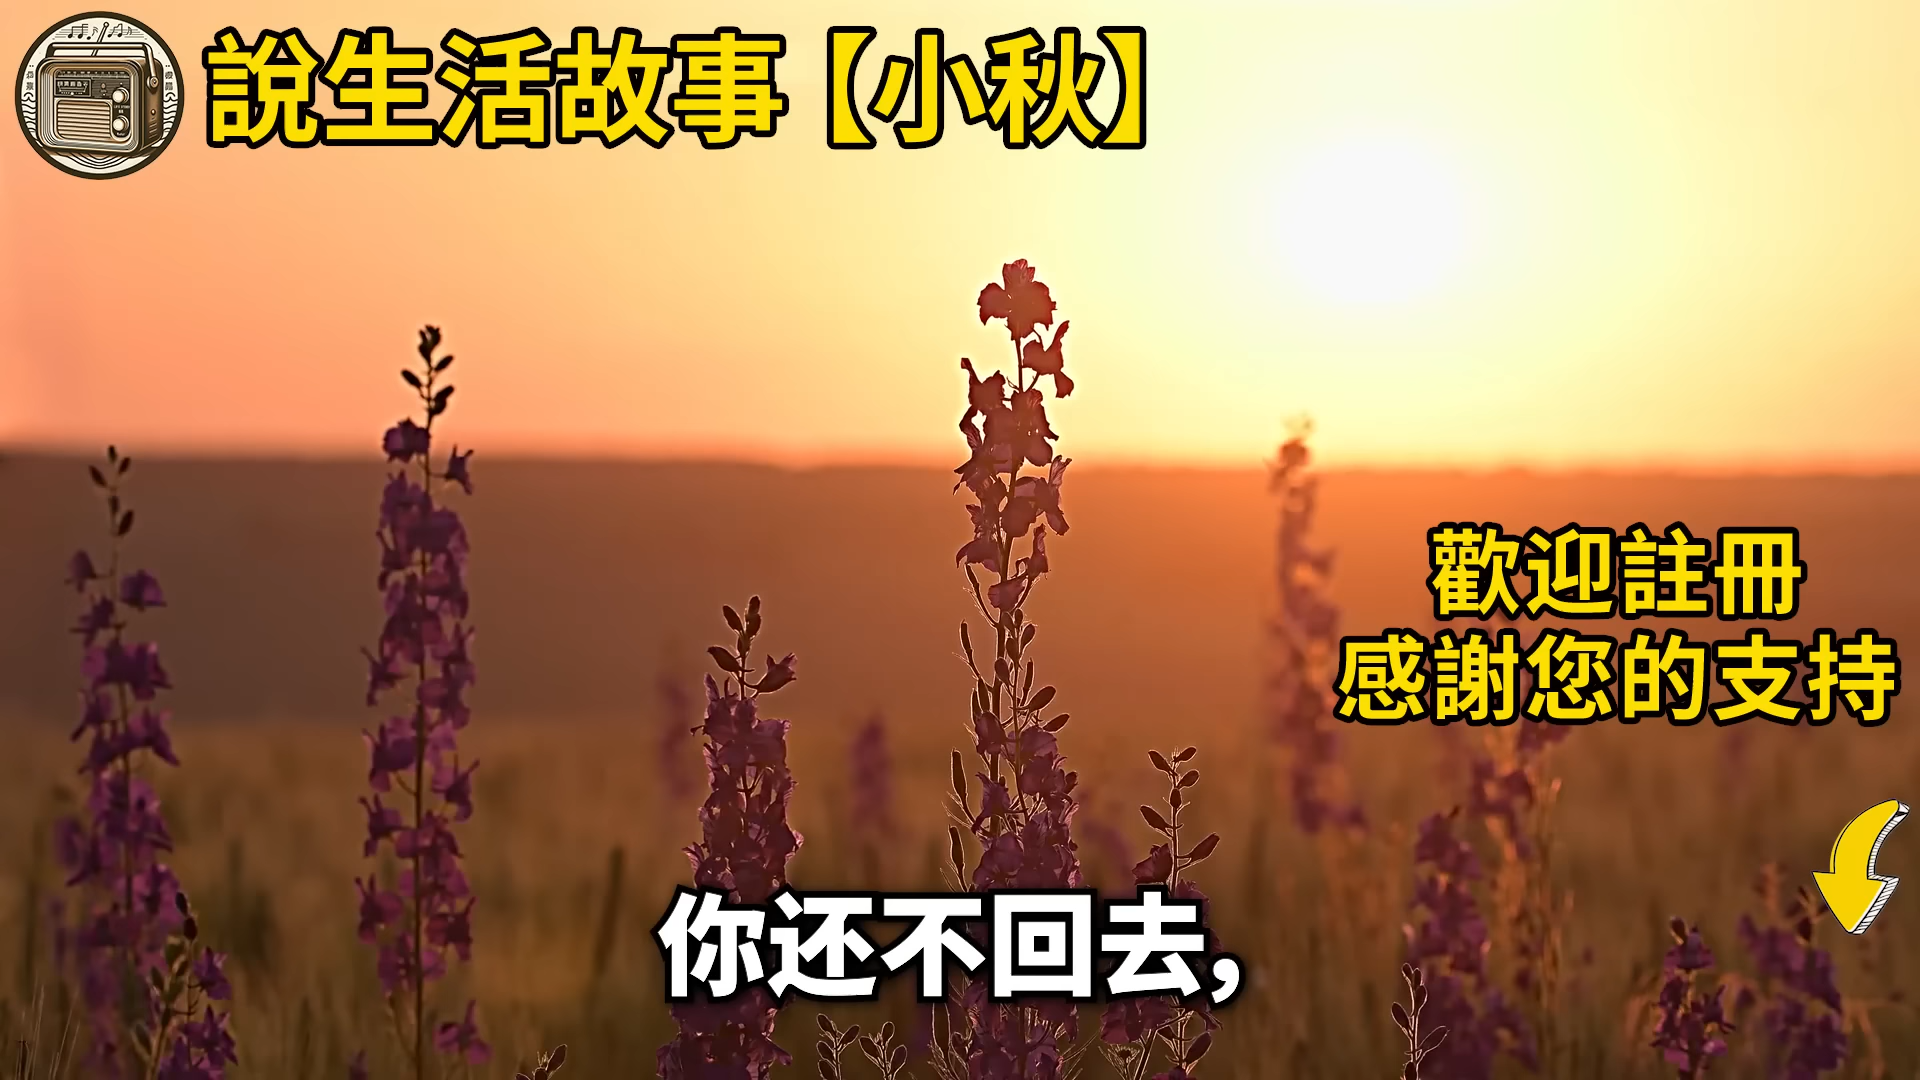 說生活故事【小秋】
歡迎註冊
感謝您的支持
你还不回去,